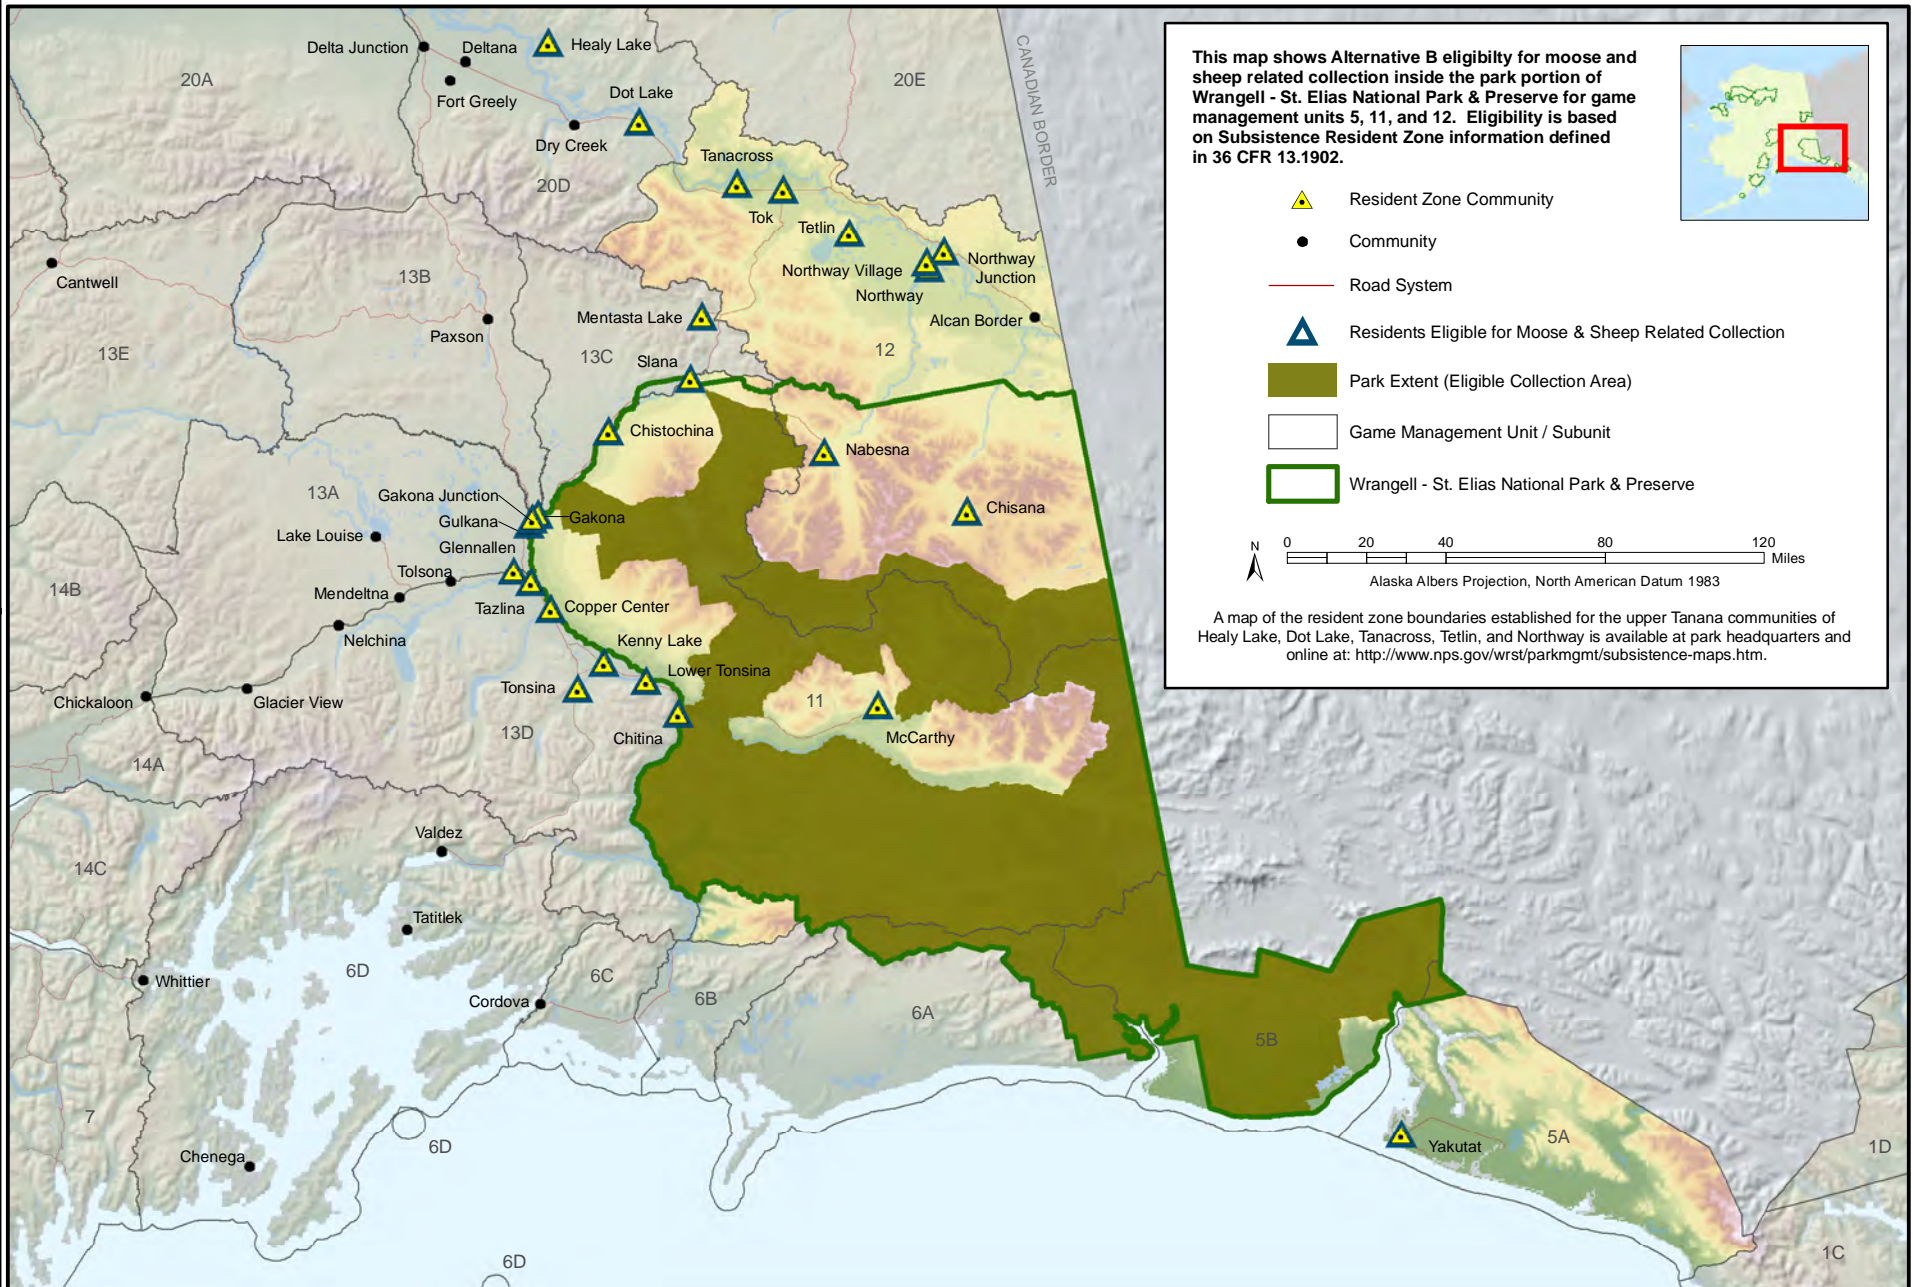 This map shows Alternative B eligibilty for moose and
sheep related collection inside the park portion of
Wrangell - St. Elias National Park & Preserve for game
management units 5, 11, and 12.  Eligibility is based
on Subsistence Resident Zone information defined
in 36 CFR 13.1902.
Resident Zone Community
Community
Road System
Residents Eligible for Moose & Sheep Related Collection
Park Extent (Eligible Collection Area)
Game Management Unit / Subunit
Wrangell - St. Elias National Park & Preserve
N
0 20 40 80 120
Miles
Alaska Albers Projection, North American Datum 1983
A map of the resident zone boundaries established for the upper Tanana communities of
Healy Lake, Dot Lake, Tanacross, Tetlin, and Northway is available at park headquarters and
online at: http://www.nps.gov/wrst/parkmgmt/subsistence-maps.htm.
CANADIAN BORDER
Delta Junction
Deltana
Healy Lake
20A
20E
Fort Greely
Dot Lake
Dry Creek
Tanacross
20D
Tok
Tetlin
Northway
Junction
Northway Village
Northway
Cantwell
13B
Mentasta Lake
Alcan Border
Paxson
13E
13C
12
Slana
Chistochina
Nabesna
13A
Gakona Junction
Gakona
Chisana
Gulkana
Lake Louise
Glennallen
Tolsona
14B
Mendeltna
Tazlina
Copper Center
Nelchina
Kenny Lake
Lower Tonsina
Tonsina
Chickaloon
Glacier View
11
13D
Chitina
McCarthy
14A
Valdez
14C
Tatitlek
6D
6C
Whittier
Cordova
6B
6A
5B
7
6D
Yakutat
5A
Chenega
1D
6D
1C